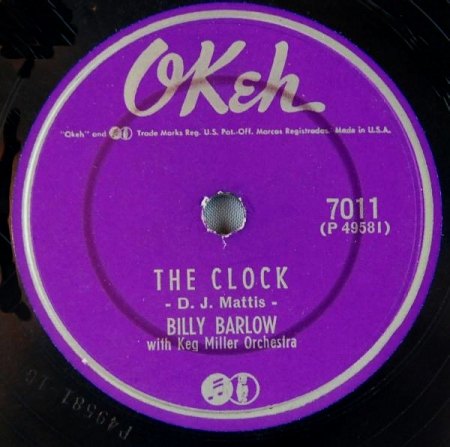 OKeh
"Okeh" and Trade Marks Reg. U.S. Pat.-Off. Marcas Registradas. Made in U.S.A.
7011
(P 49581)
THE CLOCK
- D. J. Mattis -
BILLY BARLOW
with Keg Miller Orchestra
P49581 1G